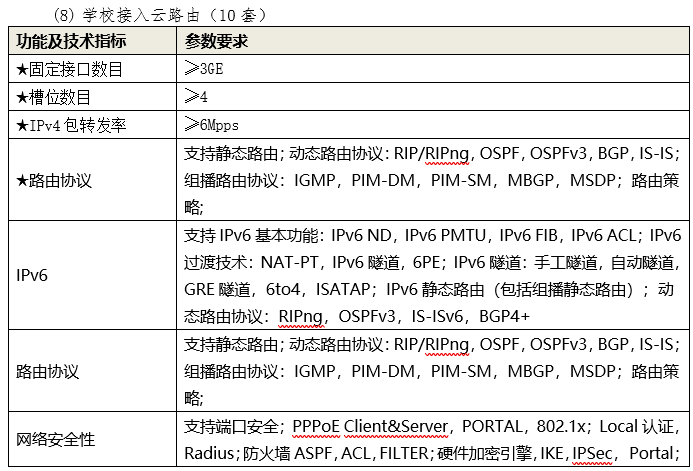 (8) 学校接入云路由（10 套）
功能及技术指标 参数要求
★固定接口数目 ≥3GE
★槽位数目 ≥4
★IPv4 包转发率 ≥6Mpps
★路由协议
支持静态路由；动态路由协议：RIP/RIPng，OSPF，OSPFv3，BGP，IS-IS；
组播路由协议：IGMP，PIM-DM，PIM-SM，MBGP，MSDP；路由策
略;
IPv6
支持 IPv6 基本功能：IPv6 ND，IPv6 PMTU，IPv6 FIB，IPv6 ACL；IPv6
过渡技术：NAT-PT，IPv6 隧道，6PE；IPv6 隧道：手工隧道，自动隧道，
GRE 隧道，6to4，ISATAP；IPv6 静态路由（包括组播静态路由）；动
态路由协议：RIPng，OSPFv3，IS-ISv6，BGP4+
路由协议
支持静态路由；动态路由协议：RIP/RIPng，OSPF，OSPFv3，BGP，IS-IS；
组播路由协议：IGMP，PIM-DM，PIM-SM，MBGP，MSDP；路由策
略;
网络安全性
支持端口安全；PPPoE Client&Server，PORTAL，802.1x；Local 认证，
Radius；防火墙 ASPF，ACL，FILTER；硬件加密引擎，IKE，IPSec，Portal；